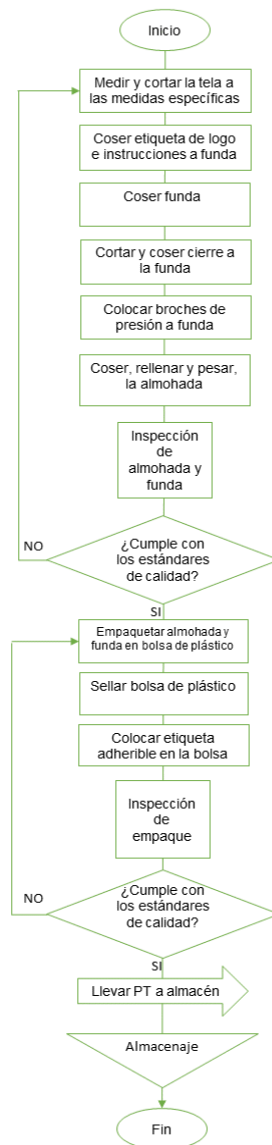 Inicio
Medir y cortar la tela a
las medidas específicas
Coser etiqueta de logo
e instrucciones a funda
Coser funda
Cortar y coser cierre a
la funda
Colocar broches de
presión a funda
Coser, rellenar y pesar,
la almohada
Inspección
de
almohada y
funda
NO
¿Cumple con
los estándares
de calidad?
SI
Empaquetar almohada y
funda en bolsa de plástico
Sellar bolsa de plástico
Colocar etiqueta
adherible en la bolsa
Inspección
de
empaque
NO
¿Cumple con
los estándares
de calidad?
SI
Llevar PT a almacén
Almacenaje
Fin